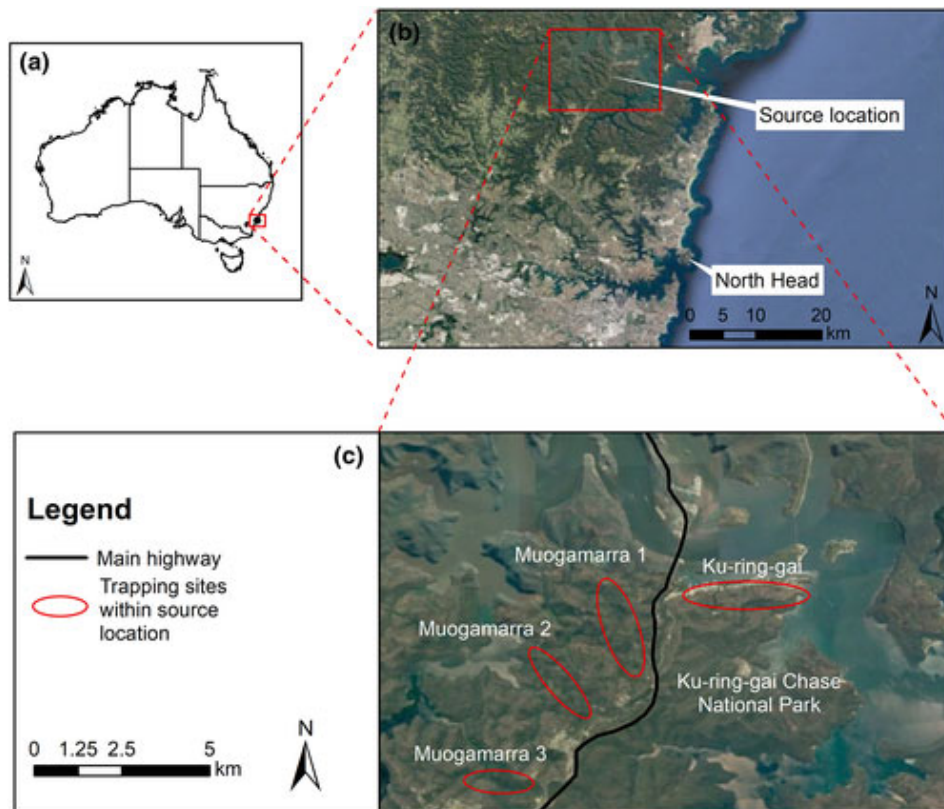 (a)
N
(b)
Source location
North Head
0 5 10 20
km
N
(c)
Legend
Main highway
Trapping sites
within source
location
0 1.25 2.5 5
km
N
Muogamarra 1
Ku-ring-gai
Muogamarra 2
Ku-ring-gai Chase
National Park
Muogamarra 3